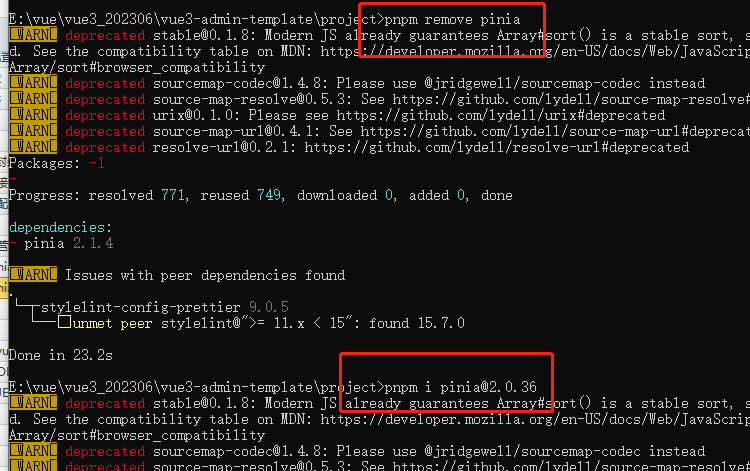 E:\vue\vue3_202306\vue3-admin-template\project>pnpm remove pinia
WARN deprecated stable@0.1.8: Modern JS already guarantees Array#sort() is a stable sort, s
d. See the compatibility table on MDN: https://developer.mozilla.org/en-US/docs/Web/JavaScrip
Array/sort#browser_compatibility
WARN deprecated sourcemap-codec@1.4.8: Please use @jridgewell/sourcemap-codec instead
WARN deprecated source-map-resolve@0.5.3: See https://github.com/lydell/source-map-resolve#
WARN deprecated urix@0.1.0: Please see https://github.com/lydell/urix#deprecated
WARN deprecated source-map-url@0.4.1: See https://github.com/lydell/source-map-url#depreca
WARN deprecated resolve-url@0.2.1: https://github.com/lydell/resolve-url#deprecated
Packages: -1
-
Progress: resolved 771, reused 749, downloaded 0, added 0, done
dependencies:
- pinia 2.1.4
WARN Issues with peer dependencies found
.
└─┬─stylelint-config-prettier 9.0.5
└──□unmet peer stylelint@">= 11.x < 15": found 15.7.0
Done in 23.2s
E:\vue\vue3_202306\vue3-admin-template\project>pnpm i pinia@2.0.36
WARN deprecated stable@0.1.8: Modern JS already guarantees Array#sort() is a stable sort, s
d. See the compatibility table on MDN: https://developer.mozilla.org/en-US/docs/Web/JavaScrip
Array/sort#browser_compatibility
WARN deprecated sourcemap-codec@1.4.8: Please use @jridgewell/sourcemap-codec instead
WARN deprecated source-map-resolve@0.5.3: See https://github.com/lydell/source-map-resolve#